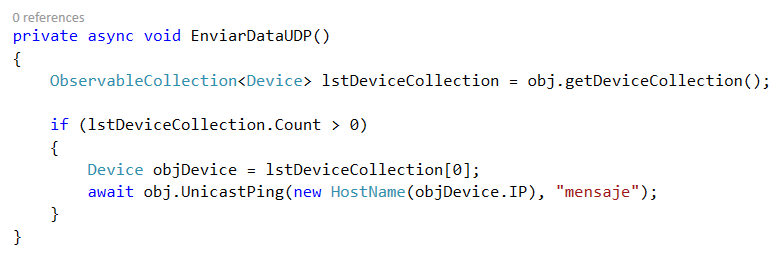 0 references
private async void EnviarDataUDP()
{
    ObservableCollection<Device> lstDeviceCollection = obj.getDeviceCollection();

    if (lstDeviceCollection.Count > 0)
    {
        Device objDevice = lstDeviceCollection[0];
        await obj.UnicastPing(new HostName(objDevice.IP), "mensaje");
    }
}